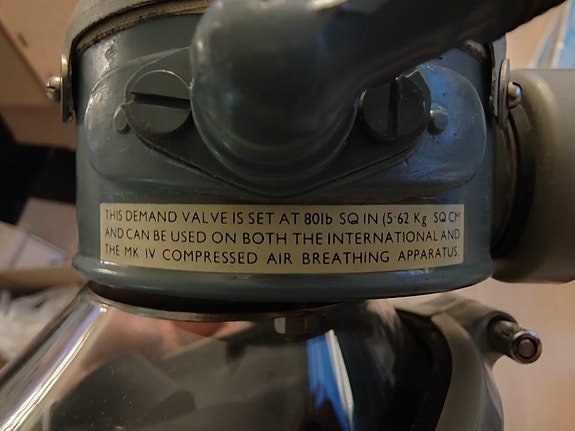 THIS DEMAND VALVE IS SET AT 80lb SQ IN (5·62 Kg SQ CM
AND CAN BE USED ON BOTH THE INTERNATIONAL AND
THE MK IV COMPRESSED AIR BREATHING APPARATUS.